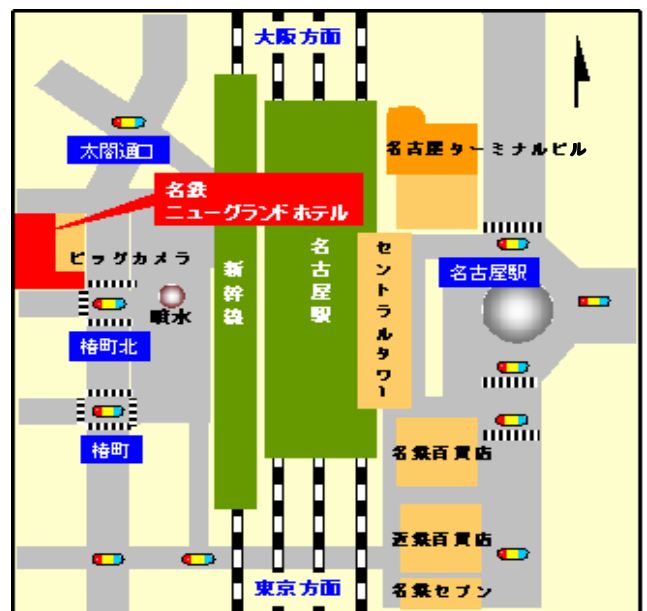 大阪方面
太閤通口
名古屋ターミナルビル
名鉄
ニューグランドホテル
ビッグカメラ
新幹線
名古屋駅
セントラルタワー
名古屋駅
噴水
椿町北
椿町
名鉄百貨店
近鉄百貨店
東京方面
名鉄セブン